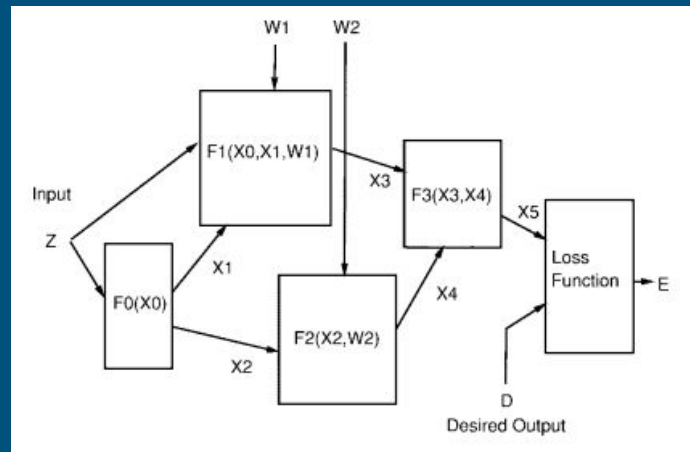 W1
W2
F1(X0,X1,W1)
X3
F3(X3,X4)
X5
Input
Z
X1
F0(X0)
Loss
Function
E
X4
F2(X2,W2)
X2
D
Desired Output